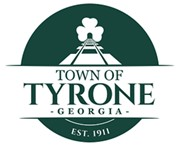 TOWN OF
TYRONE
- GEORGIA -
EST. 1911